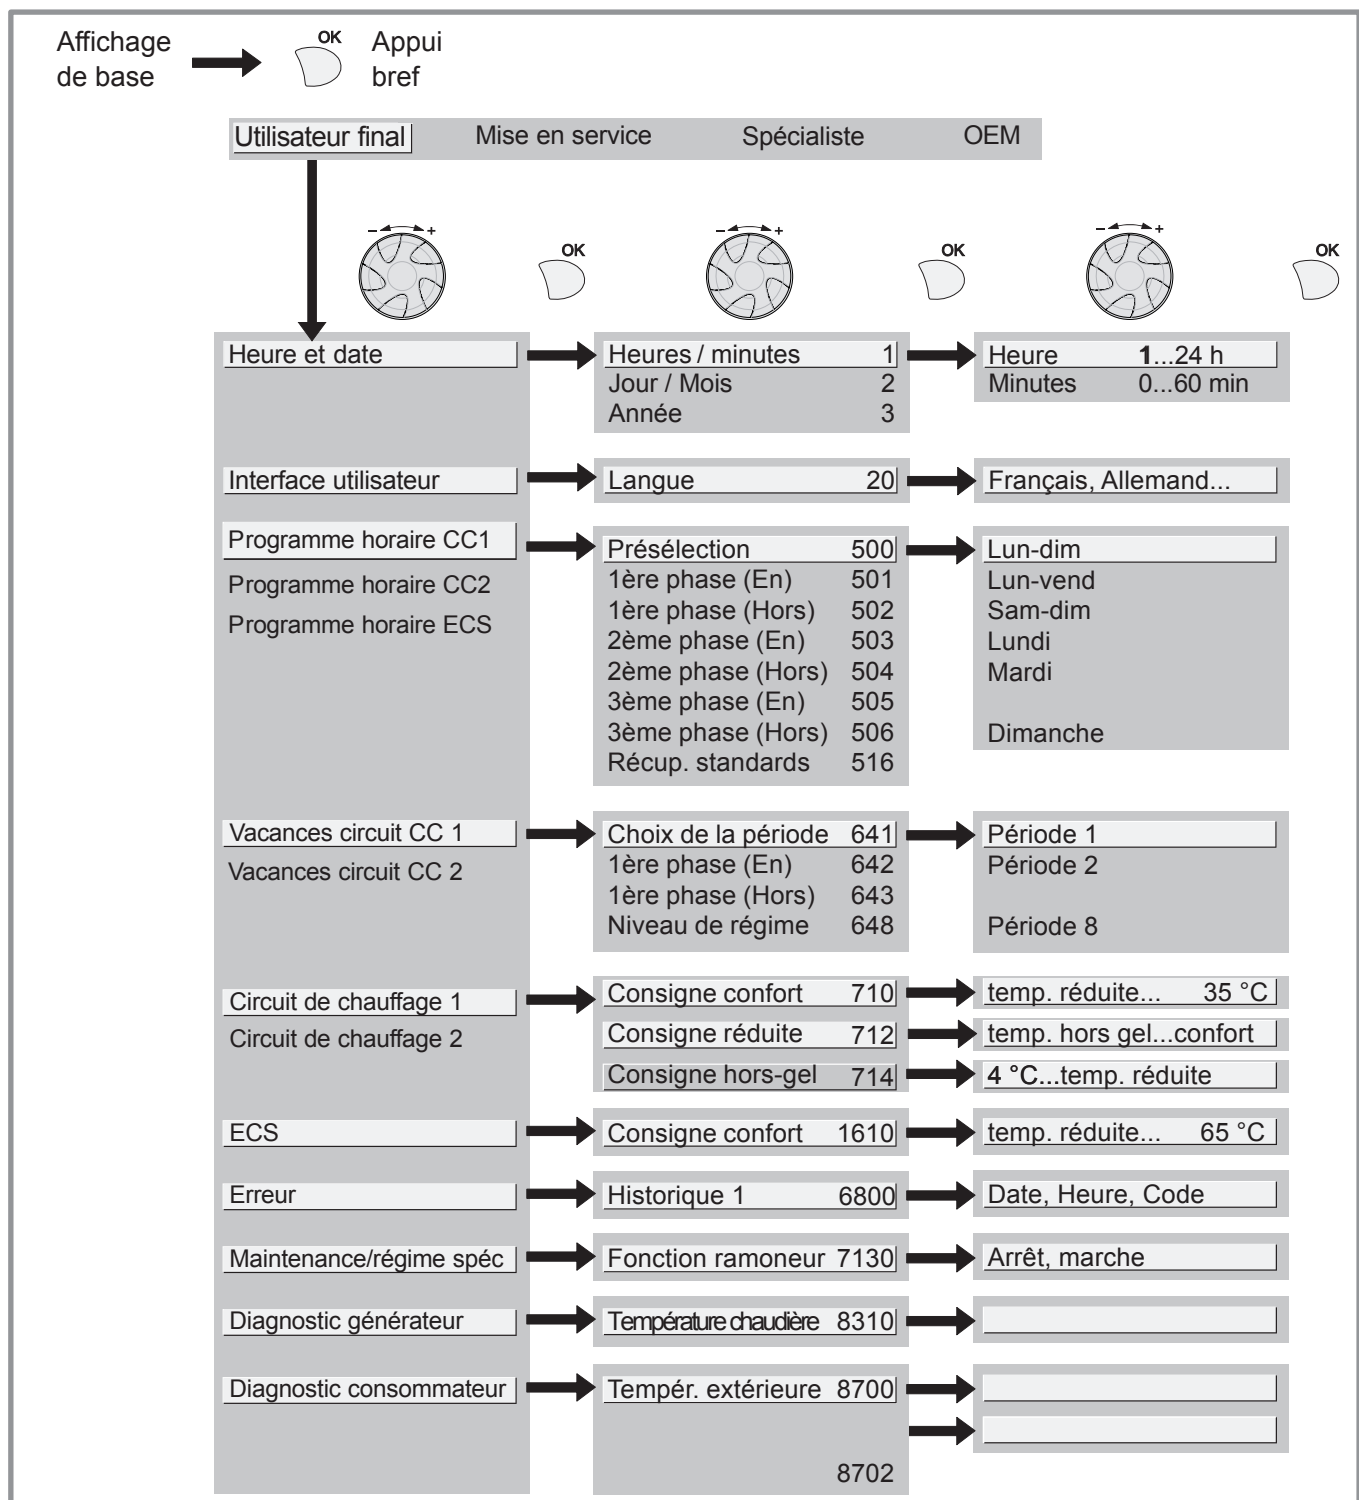 Affichage de base
OK
Appui bref
Utilisateur final Mise en service Spécialiste OEM
- + OK - + OK - + OK
Heure et date Heures / minutes 1 Heure 1...24 h
Jour / Mois 2 Minutes 0...60 min
Année 3
Interface utilisateur Langue 20 Français, Allemand...
Programme horaire CC1 Présélection 500 Lun-dim
Programme horaire CC2 1ère phase (En) 501 Lun-vend
Programme horaire ECS 1ère phase (Hors) 502 Sam-dim
2ème phase (En) 503 Lundi
2ème phase (Hors) 504 Mardi
3ème phase (En) 505
3ème phase (Hors) 506 Dimanche
Récup. standards 516
Vacances circuit CC 1 Choix de la période 641 Période 1
Vacances circuit CC 2 1ère phase (En) 642 Période 2
1ère phase (Hors) 643
Niveau de régime 648 Période 8
Circuit de chauffage 1 Consigne confort 710 temp. réduite... 35 °C
Circuit de chauffage 2 Consigne réduite 712 temp. hors gel...confort
Consigne hors-gel 714 4 °C...temp. réduite
ECS Consigne confort 1610 temp. réduite... 65 °C
Erreur Historique 1 6800 Date, Heure, Code
Maintenance/régime spéc Fonction ramoneur 7130 Arrêt, marche
Diagnostic générateur Température chaudière 8310
Diagnostic consommateur Tempér. extérieure 8700
8702